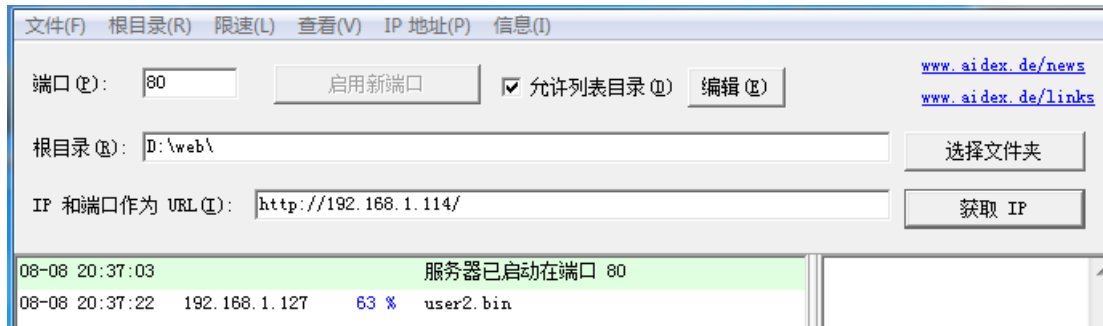 文件(F) 根目录(R) 限速(L) 查看(V) IP 地址(P) 信息(I)
端口(P): 80 启用新端口 允许列表目录(D) 编辑(E) www.aidex.de/news
www.aidex.de/links
根目录(R): D:\web\ 选择文件夹
IP 和端口作为 URL(I): http://192.168.1.114/ 获取 IP
08-08 20:37:03 服务器已启动在端口 80
08-08 20:37:22 192.168.1.127 63 % user2.bin